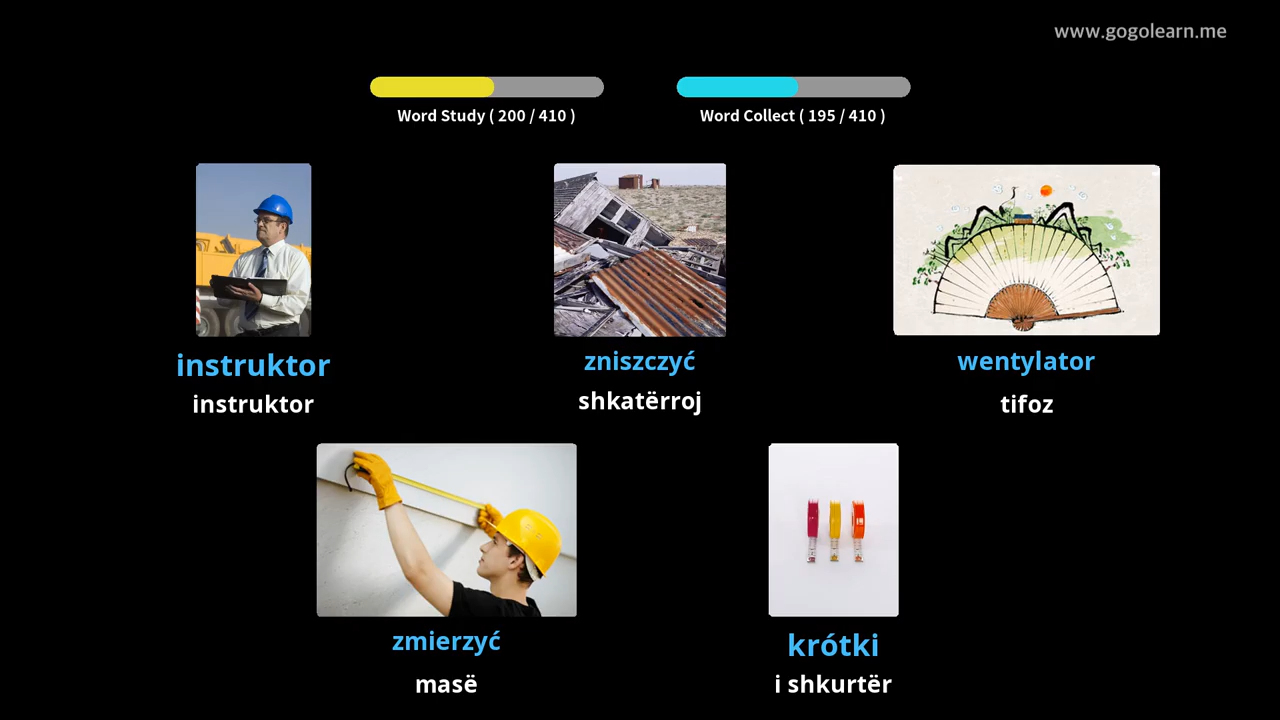 www.gogolearn.me
Word Study ( 200 / 410 )
Word Collect ( 195 / 410 )
instruktor
instruktor
zniszczyć
shkatërroj
wentylator
tifoz
zmierzyć
masë
krótki
i shkurtër